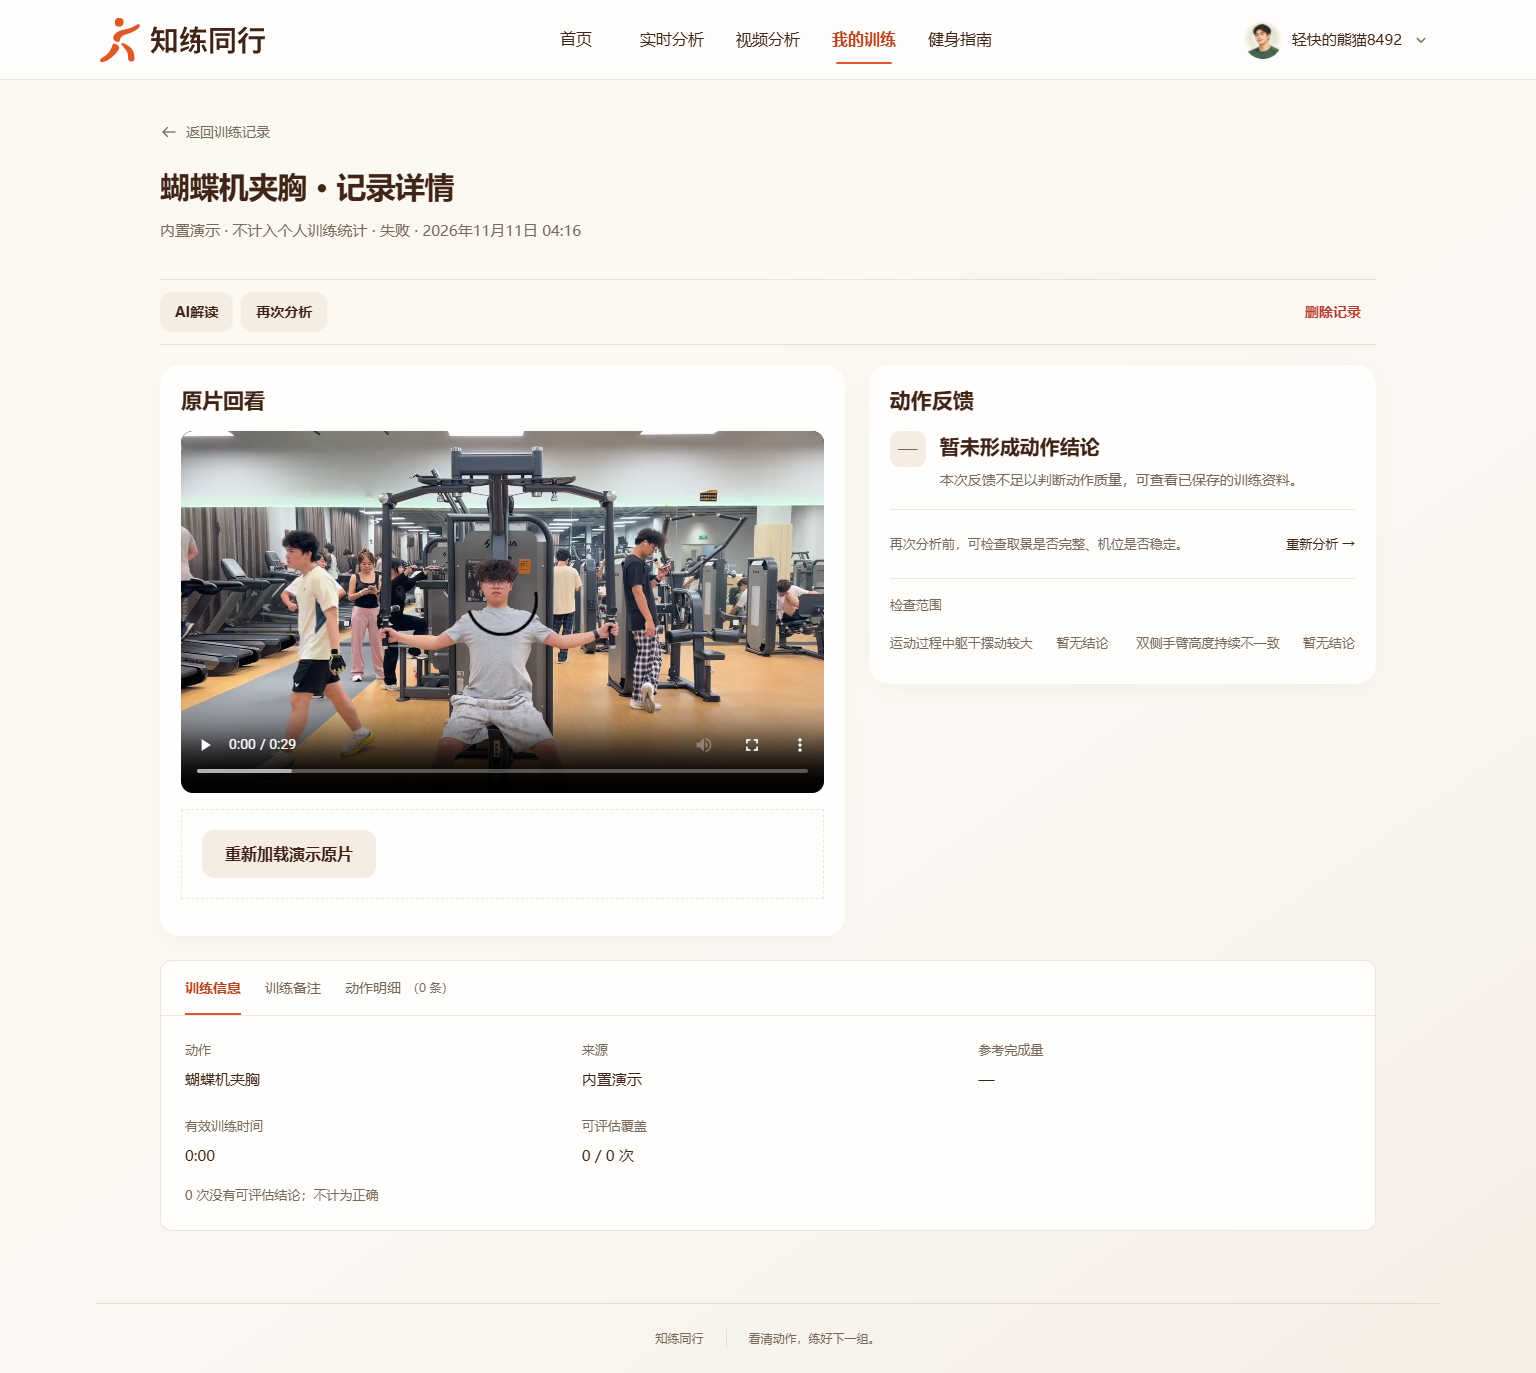 知练同行
首页
实时分析
视频分析
我的训练
健身指南
轻快的熊猫8492
← 返回训练记录
蝴蝶机夹胸 · 记录详情
内置演示 · 不计入个人训练统计 · 失败 · 2026年11月11日 04:16
AI解读
再次分析
删除记录
原片回看
0:00 / 0:29
重新加载演示原片
动作反馈
—
暂未形成动作结论
本次反馈不足以判断动作质量，可查看已保存的训练资料。
再次分析前，可检查取景是否完整、机位是否稳定。
重新分析 →
检查范围
运动过程中躯干摆动较大 暂无结论 双侧手臂高度持续不一致 暂无结论
训练信息
训练备注
动作明细 （0 条）
动作
蝴蝶机夹胸
来源
内置演示
参考完成量
—
有效训练时间
0:00
可评估覆盖
0 / 0 次
0 次没有可评估结论；不计为正确
知练同行
看清动作，练好下一组。